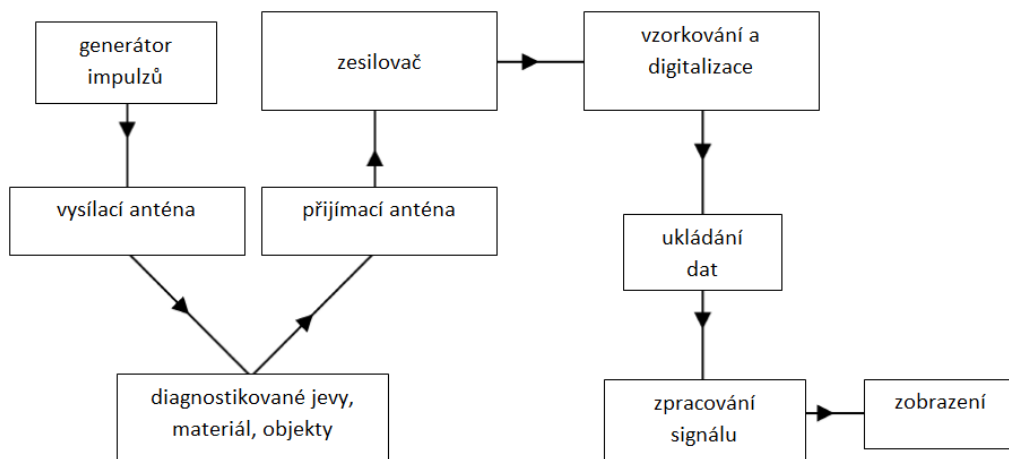 generátor
impulzů
zesilovač
vzorkování a
digitalizace
vysílací anténa
přijímací anténa
ukládání
dat
diagnostikované jevy,
materiál, objekty
zpracování
signálu
zobrazení